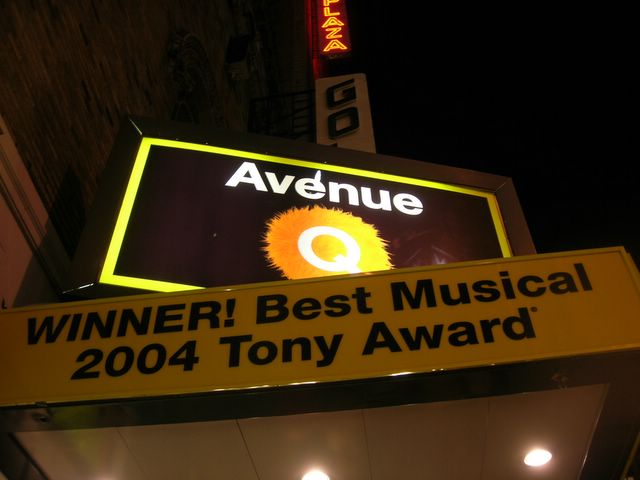 PLAZA
GO
Avenue
Q
WINNER! Best Musical
2004 Tony Award®